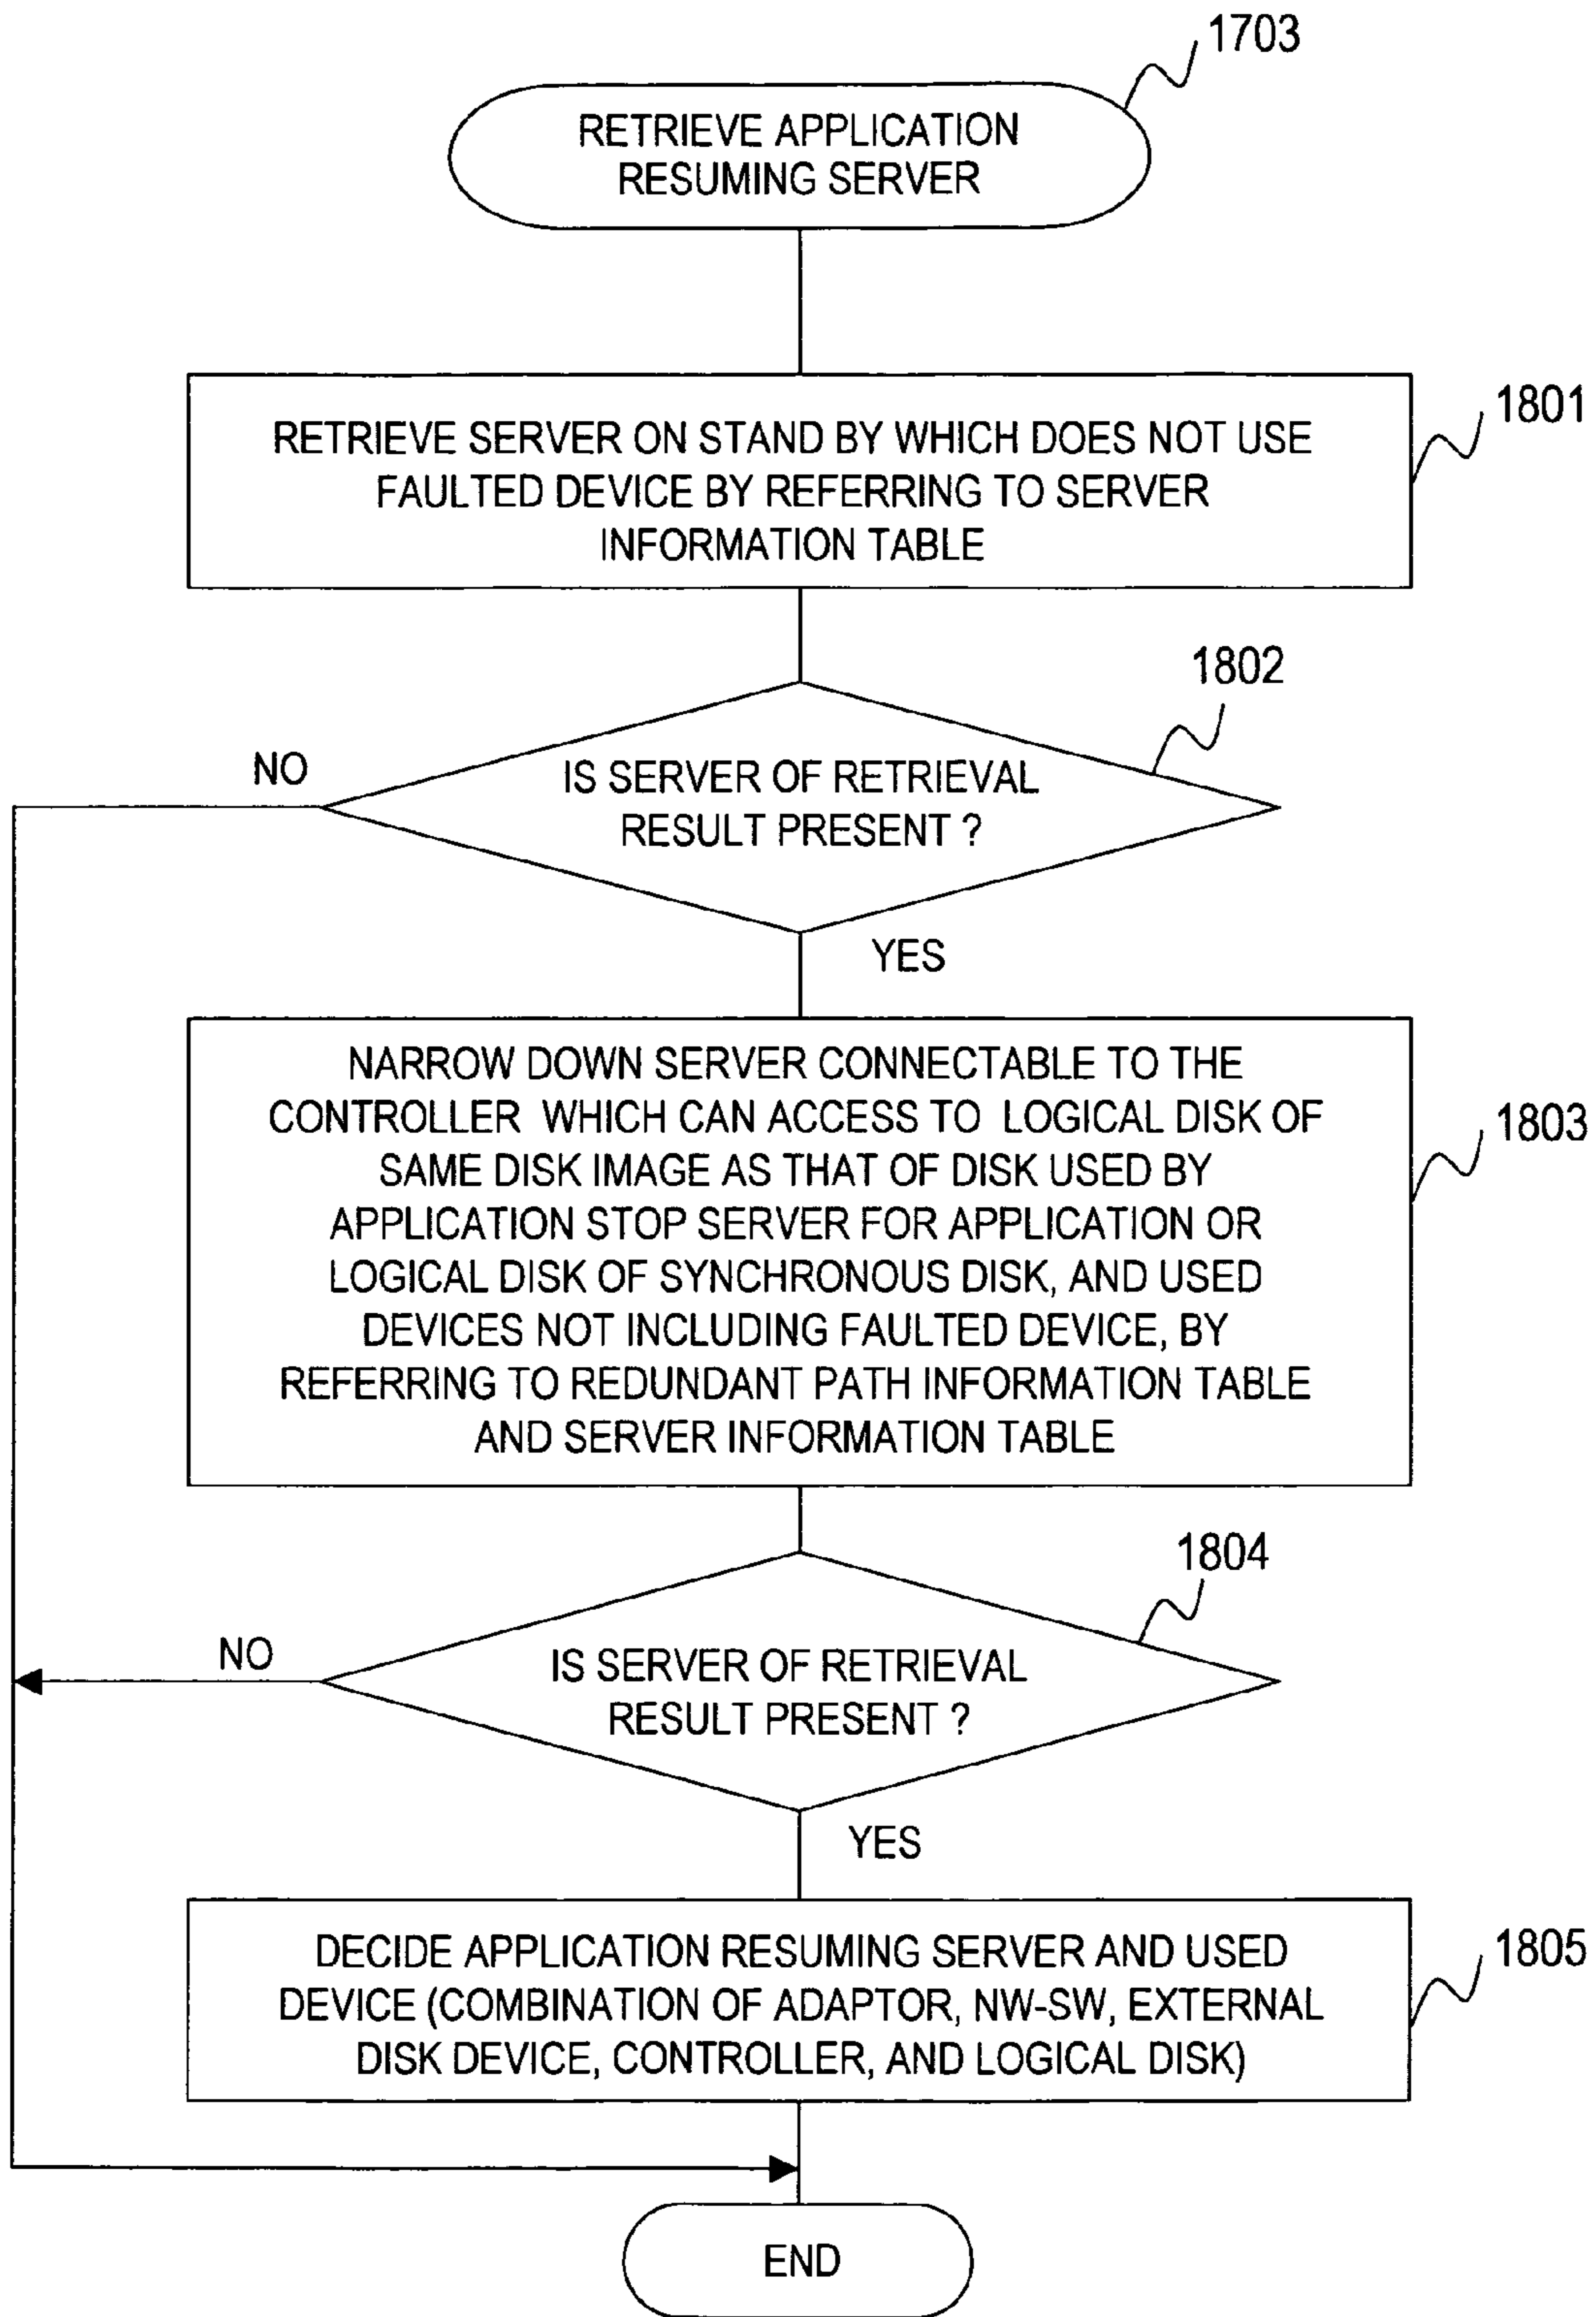 1703
RETRIEVE APPLICATION
RESUMING SERVER
1801
RETRIEVE SERVER ON STAND BY WHICH DOES NOT USE
FAULTED DEVICE BY REFERRING TO SERVER
INFORMATION TABLE
1802
NO
IS SERVER OF RETRIEVAL
RESULT PRESENT ?
YES
1803
NARROW DOWN SERVER CONNECTABLE TO THE
CONTROLLER WHICH CAN ACCESS TO LOGICAL DISK OF
SAME DISK IMAGE AS THAT OF DISK USED BY
APPLICATION STOP SERVER FOR APPLICATION OR
LOGICAL DISK OF SYNCHRONOUS DISK, AND USED
DEVICES NOT INCLUDING FAULTED DEVICE, BY
REFERRING TO REDUNDANT PATH INFORMATION TABLE
AND SERVER INFORMATION TABLE
1804
NO
IS SERVER OF RETRIEVAL
RESULT PRESENT ?
YES
1805
DECIDE APPLICATION RESUMING SERVER AND USED
DEVICE (COMBINATION OF ADAPTOR, NW-SW, EXTERNAL
DISK DEVICE, CONTROLLER, AND LOGICAL DISK)
END